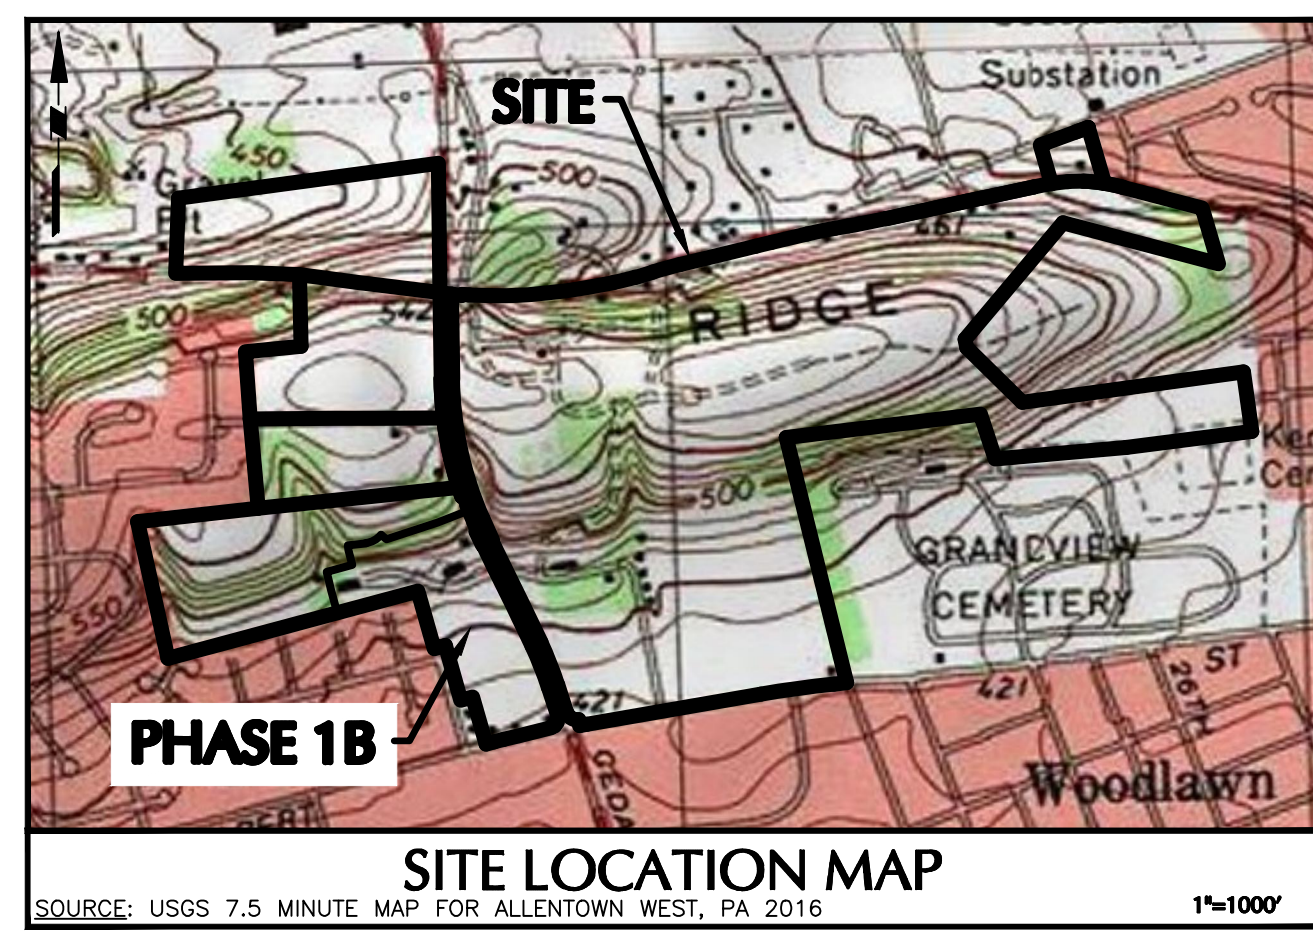 Substation
SITE
450
500
Gravel
Pit
461
RIDGE
500
542
500
GRANDVIEW
CEMETERY
550
ST
26TH
421
421
PHASE 1B
Woodlawn
SITE LOCATION MAP
SOURCE: USGS 7.5 MINUTE MAP FOR ALLENTOWN WEST, PA 2016
1"=1000'